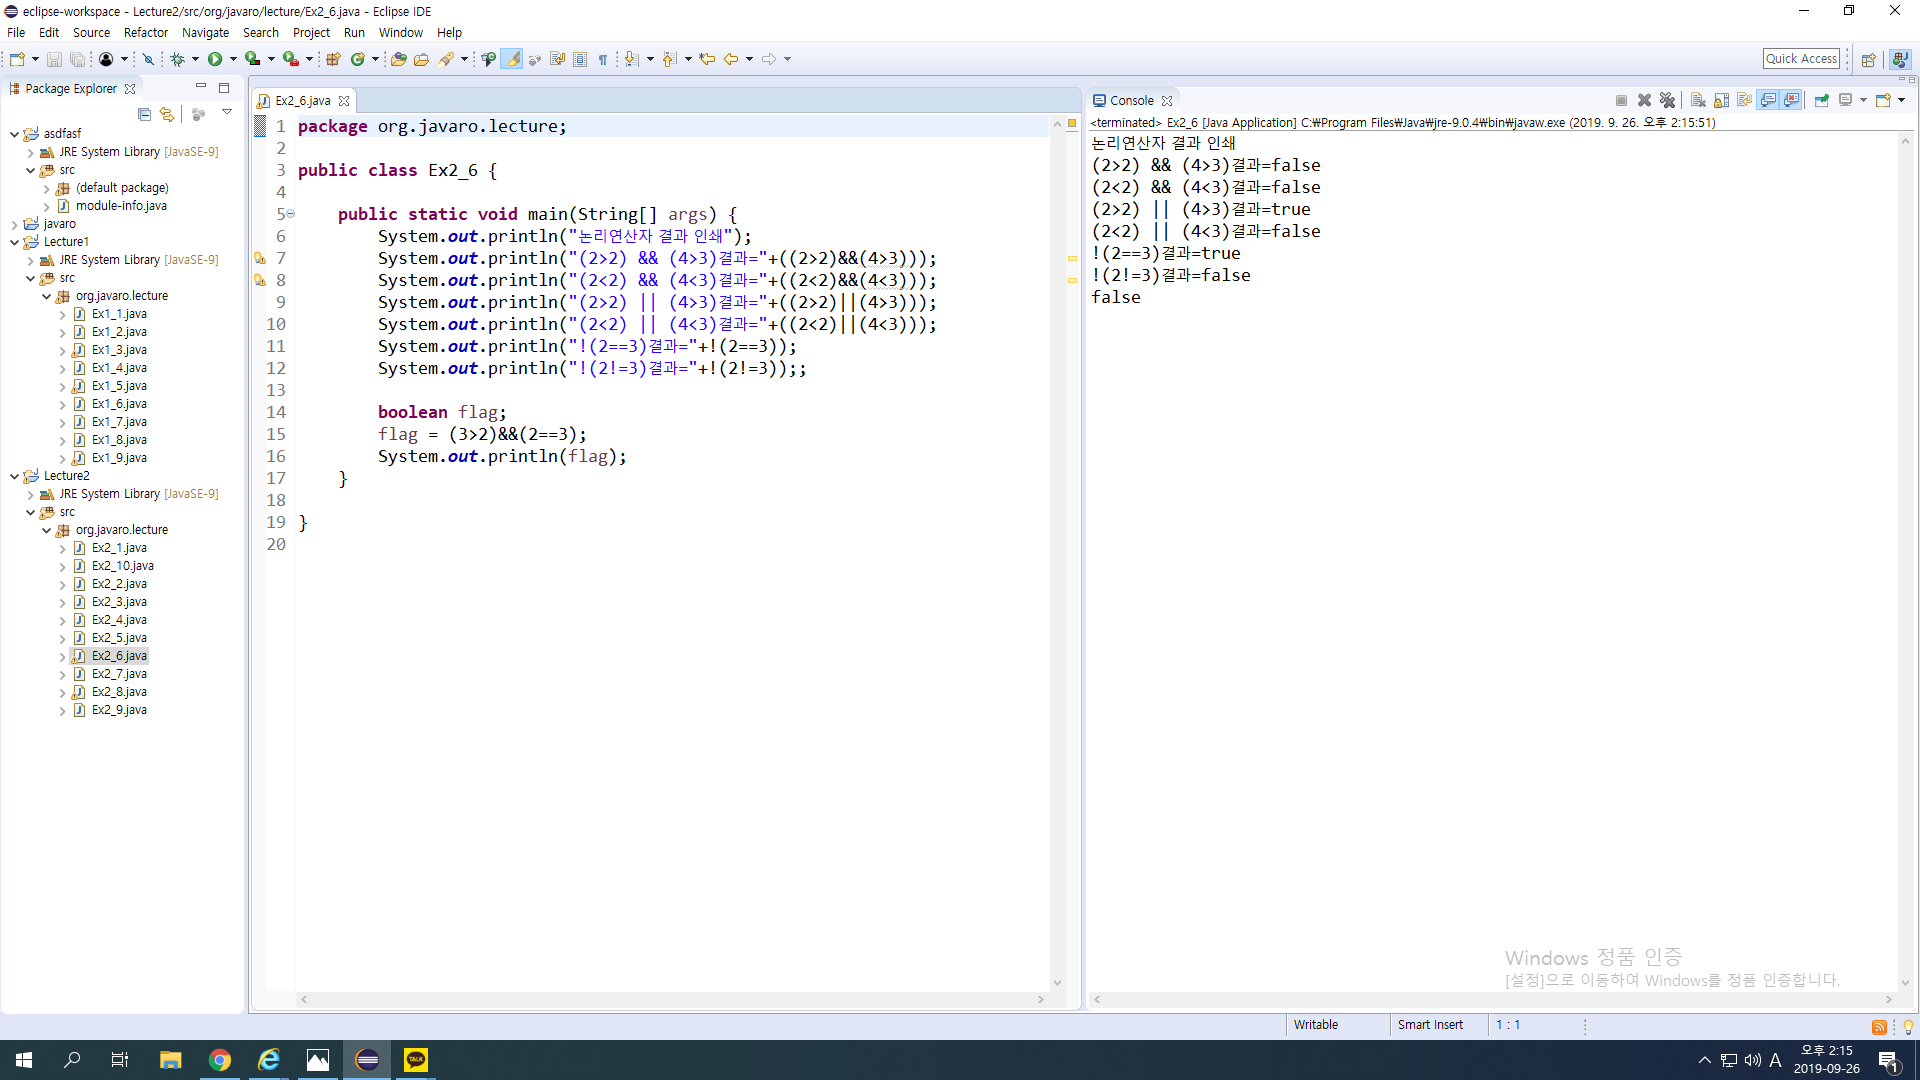 eclipse-workspace - Lecture2/src/org/javaro/lecture/Ex2_6.java - Eclipse IDE
File Edit Source Refactor Navigate Search Project Run Window Help
Quick Access
Package Explorer
asdfasf
JRE System Library [JavaSE-9]
src
(default package)
module-info.java
javaro
Lecture1
JRE System Library [JavaSE-9]
src
org.javaro.lecture
Ex1_1.java
Ex1_2.java
Ex1_3.java
Ex1_4.java
Ex1_5.java
Ex1_6.java
Ex1_7.java
Ex1_8.java
Ex1_9.java
Lecture2
JRE System Library [JavaSE-9]
src
org.javaro.lecture
Ex2_1.java
Ex2_10.java
Ex2_2.java
Ex2_3.java
Ex2_4.java
Ex2_5.java
Ex2_6.java
Ex2_7.java
Ex2_8.java
Ex2_9.java
Ex2_6.java
1 package org.javaro.lecture;
2
3 public class Ex2_6 {
4
5 public static void main(String[] args) {
6 System.out.println("논리연산자 결과 인쇄");
7 System.out.println("(2>2) && (4>3)결과="+((2>2)&&(4>3)));
8 System.out.println("(2<2) && (4<3)결과="+((2<2)&&(4<3)));
9 System.out.println("(2>2) || (4>3)결과="+((2>2)||(4>3)));
10 System.out.println("(2<2) || (4<3)결과="+((2<2)||(4<3)));
11 System.out.println("!(2==3)결과="+!(2==3));
12 System.out.println("!(2!=3)결과="+!(2!=3));;
13
14 boolean flag;
15 flag = (3>2)&&(2==3);
16 System.out.println(flag);
17 }
18
19 }
20
Console
<terminated> Ex2_6 [Java Application] C:₩Program Files₩Java₩jre-9.0.4₩bin₩javaw.exe (2019. 9. 26. 오후 2:15:51)
논리연산자 결과 인쇄
(2>2) && (4>3)결과=false
(2<2) && (4<3)결과=false
(2>2) || (4>3)결과=true
(2<2) || (4<3)결과=false
!(2==3)결과=true
!(2!=3)결과=false
false
Windows 정품 인증
[설정]으로 이동하여 Windows를 정품 인증합니다.
Writable Smart Insert 1 : 1
TALK
A
오후 2:15
2019-09-26
1